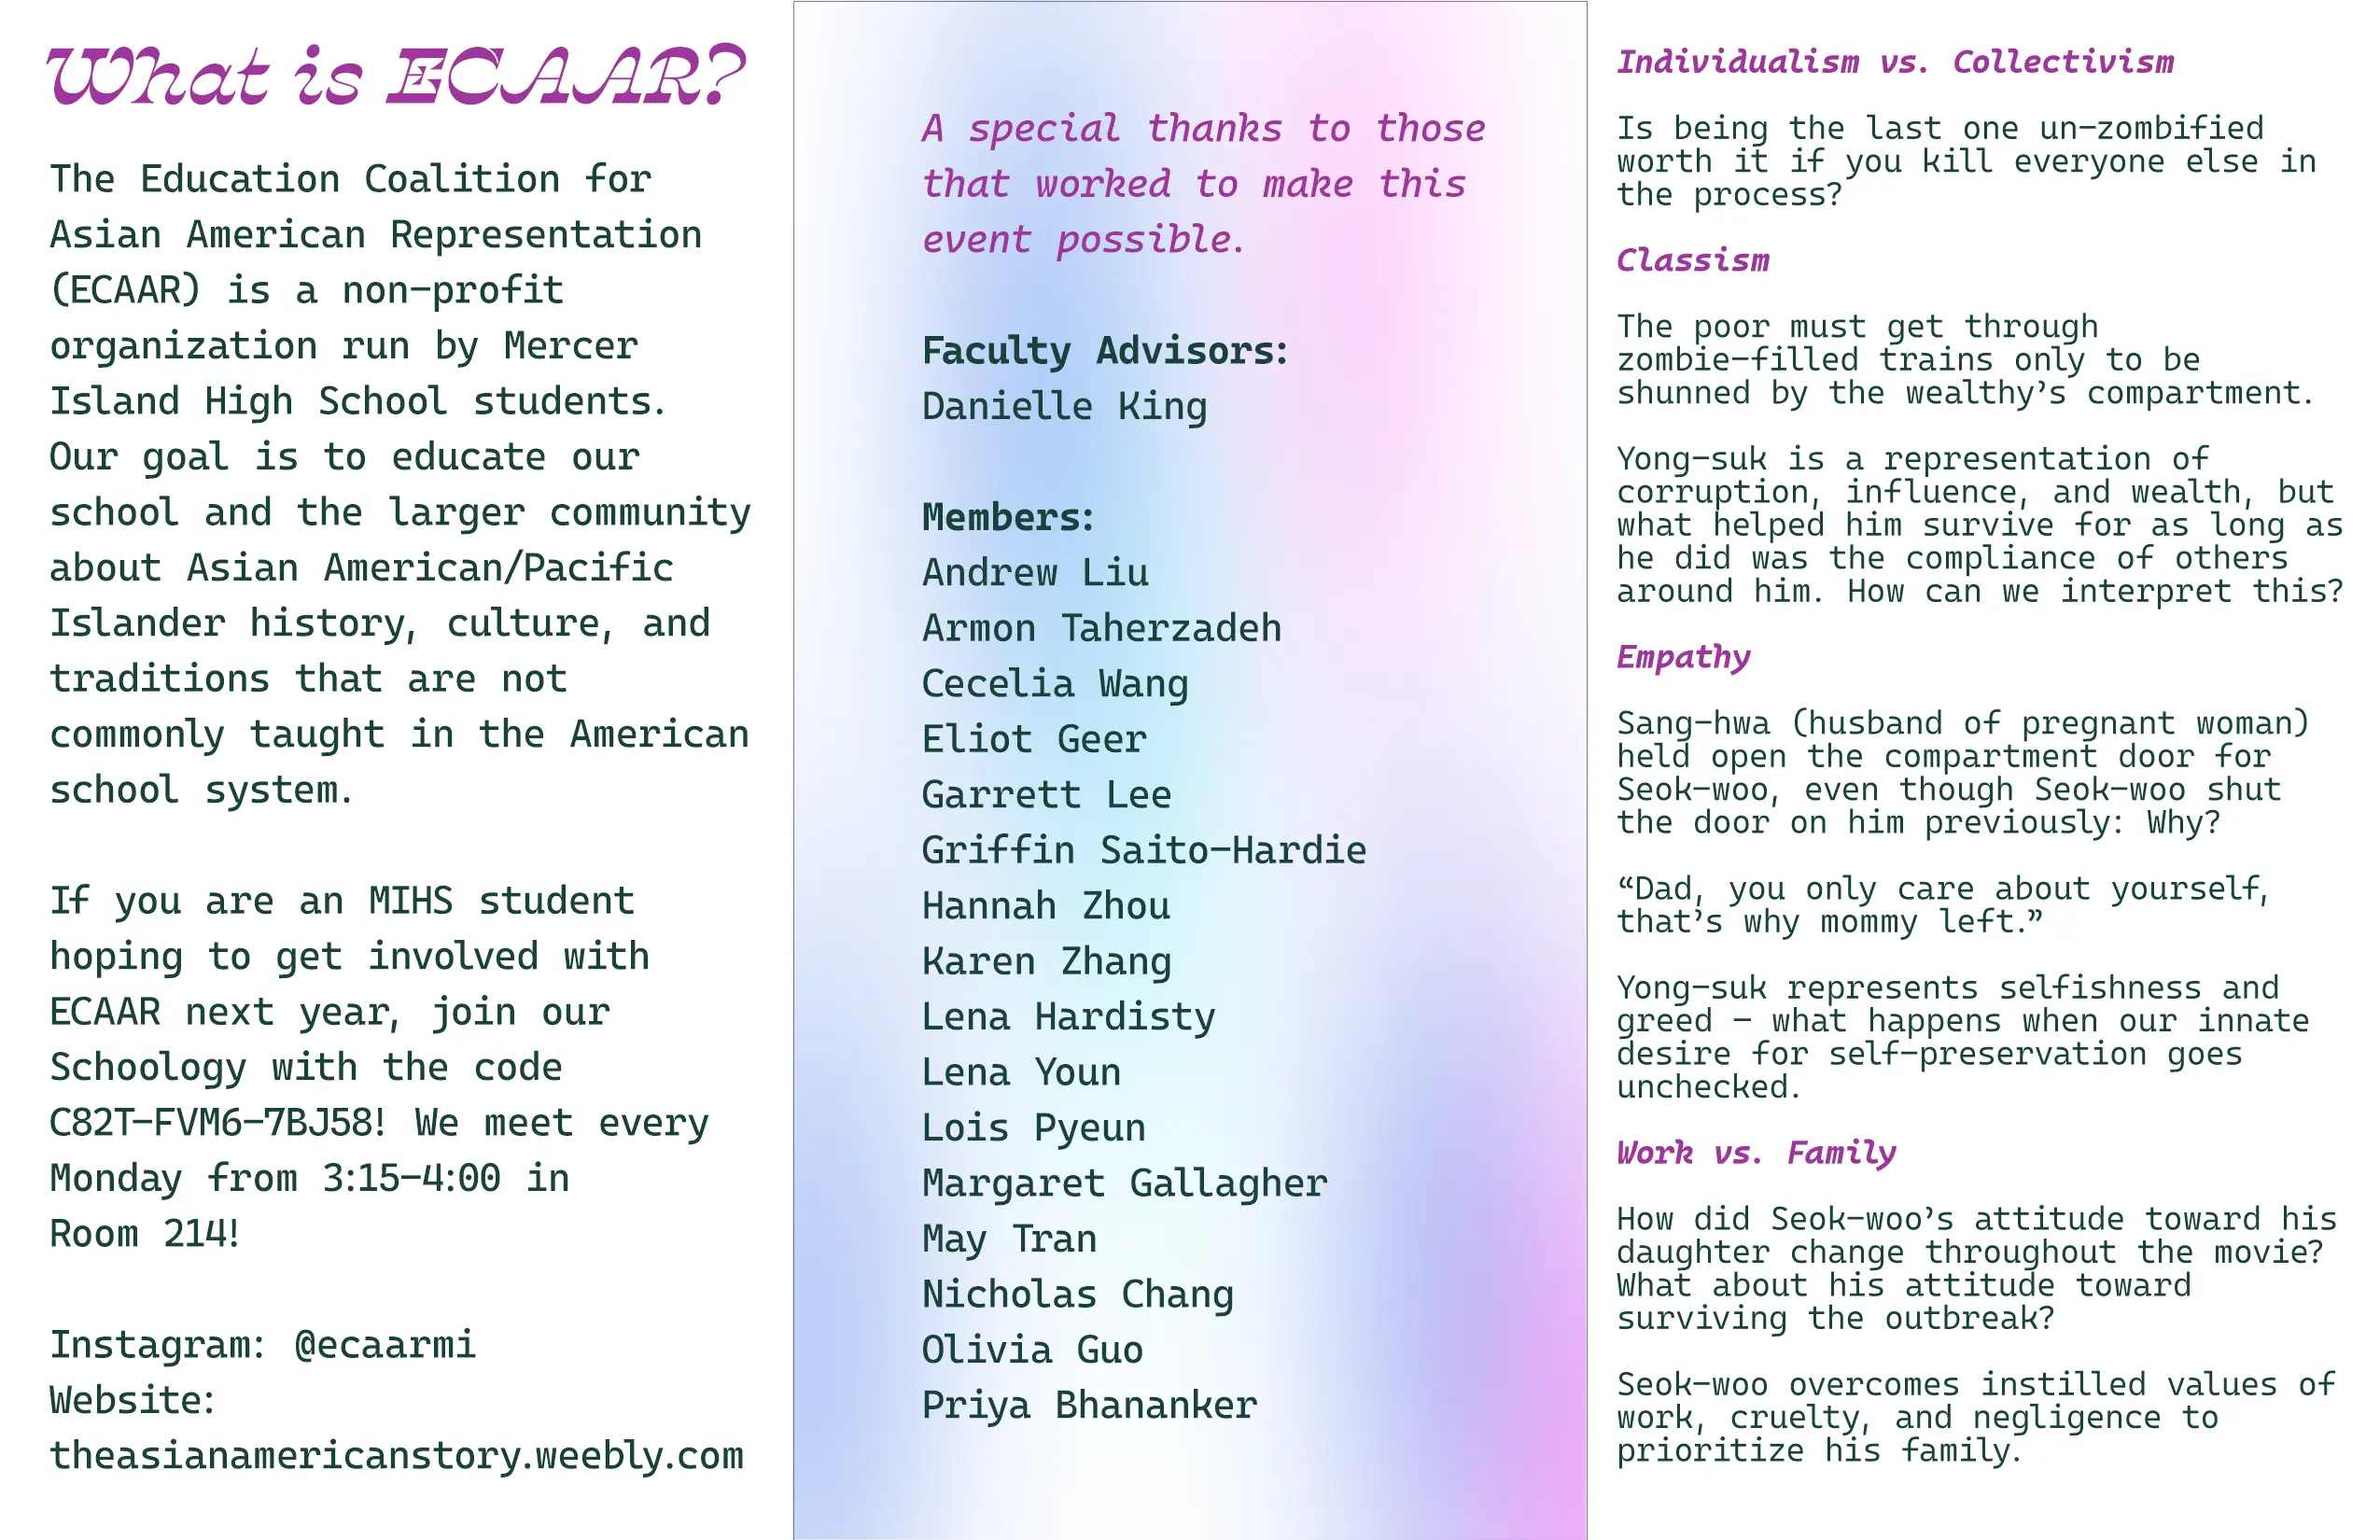 What is ECAAR?
The Education Coalition for
Asian American Representation
(ECAAR) is a non-profit
organization run by Mercer
Island High School students.
Our goal is to educate our
school and the larger community
about Asian American/Pacific
Islander history, culture, and
traditions that are not
commonly taught in the American
school system.
If you are an MIHS student
hoping to get involved with
ECAAR next year, join our
Schoology with the code
C82T-FVM6-7BJ58! We meet every
Monday from 3:15-4:00 in
Room 214!
Instagram: @ecaarmi
Website:
theasianamericanstory.weebly.com
A special thanks to those
that worked to make this
event possible.
Faculty Advisors:
Danielle King
Members:
Andrew Liu
Armon Taherzadeh
Cecelia Wang
Eliot Geer
Garrett Lee
Griffin Saito-Hardie
Hannah Zhou
Karen Zhang
Lena Hardisty
Lena Youn
Lois Pyeun
Margaret Gallagher
May Tran
Nicholas Chang
Olivia Guo
Priya Bhananker
Individualism vs. Collectivism
Is being the last one un-zombified
worth it if you kill everyone else in
the process?
Classism
The poor must get through
zombie-filled trains only to be
shunned by the wealthy’s compartment.
Yong-suk is a representation of
corruption, influence, and wealth, but
what helped him survive for as long as
he did was the compliance of others
around him. How can we interpret this?
Empathy
Sang-hwa (husband of pregnant woman)
held open the compartment door for
Seok-woo, even though Seok-woo shut
the door on him previously: Why?
“Dad, you only care about yourself,
that’s why mommy left.”
Yong-suk represents selfishness and
greed - what happens when our innate
desire for self-preservation goes
unchecked.
Work vs. Family
How did Seok-woo’s attitude toward his
daughter change throughout the movie?
What about his attitude toward
surviving the outbreak?
Seok-woo overcomes instilled values of
work, cruelty, and negligence to
prioritize his family.